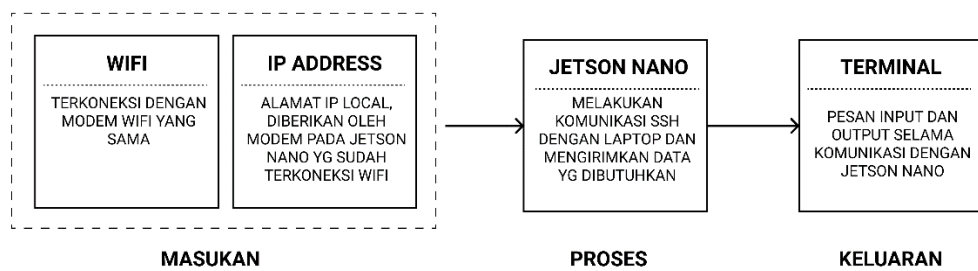 WIFI
TERKONEKSI DENGAN
MODEM WIFI YANG
SAMA
IP ADDRESS
ALAMAT IP LOCAL,
DIBERIKAN OLEH
MODEM PADA JETSON
NANO YG SUDAH
TERKONEKSI WIFI
JETSON NANO
MELAKUKAN
KOMUNIKASI SSH
DENGAN LAPTOP DAN
MENGIRIMKAN DATA
YG DIBUTUHKAN
TERMINAL
PESAN INPUT DAN
OUTPUT SELAMA
KOMUNIKASI DENGAN
JETSON NANO
MASUKAN
PROSES
KELUARAN